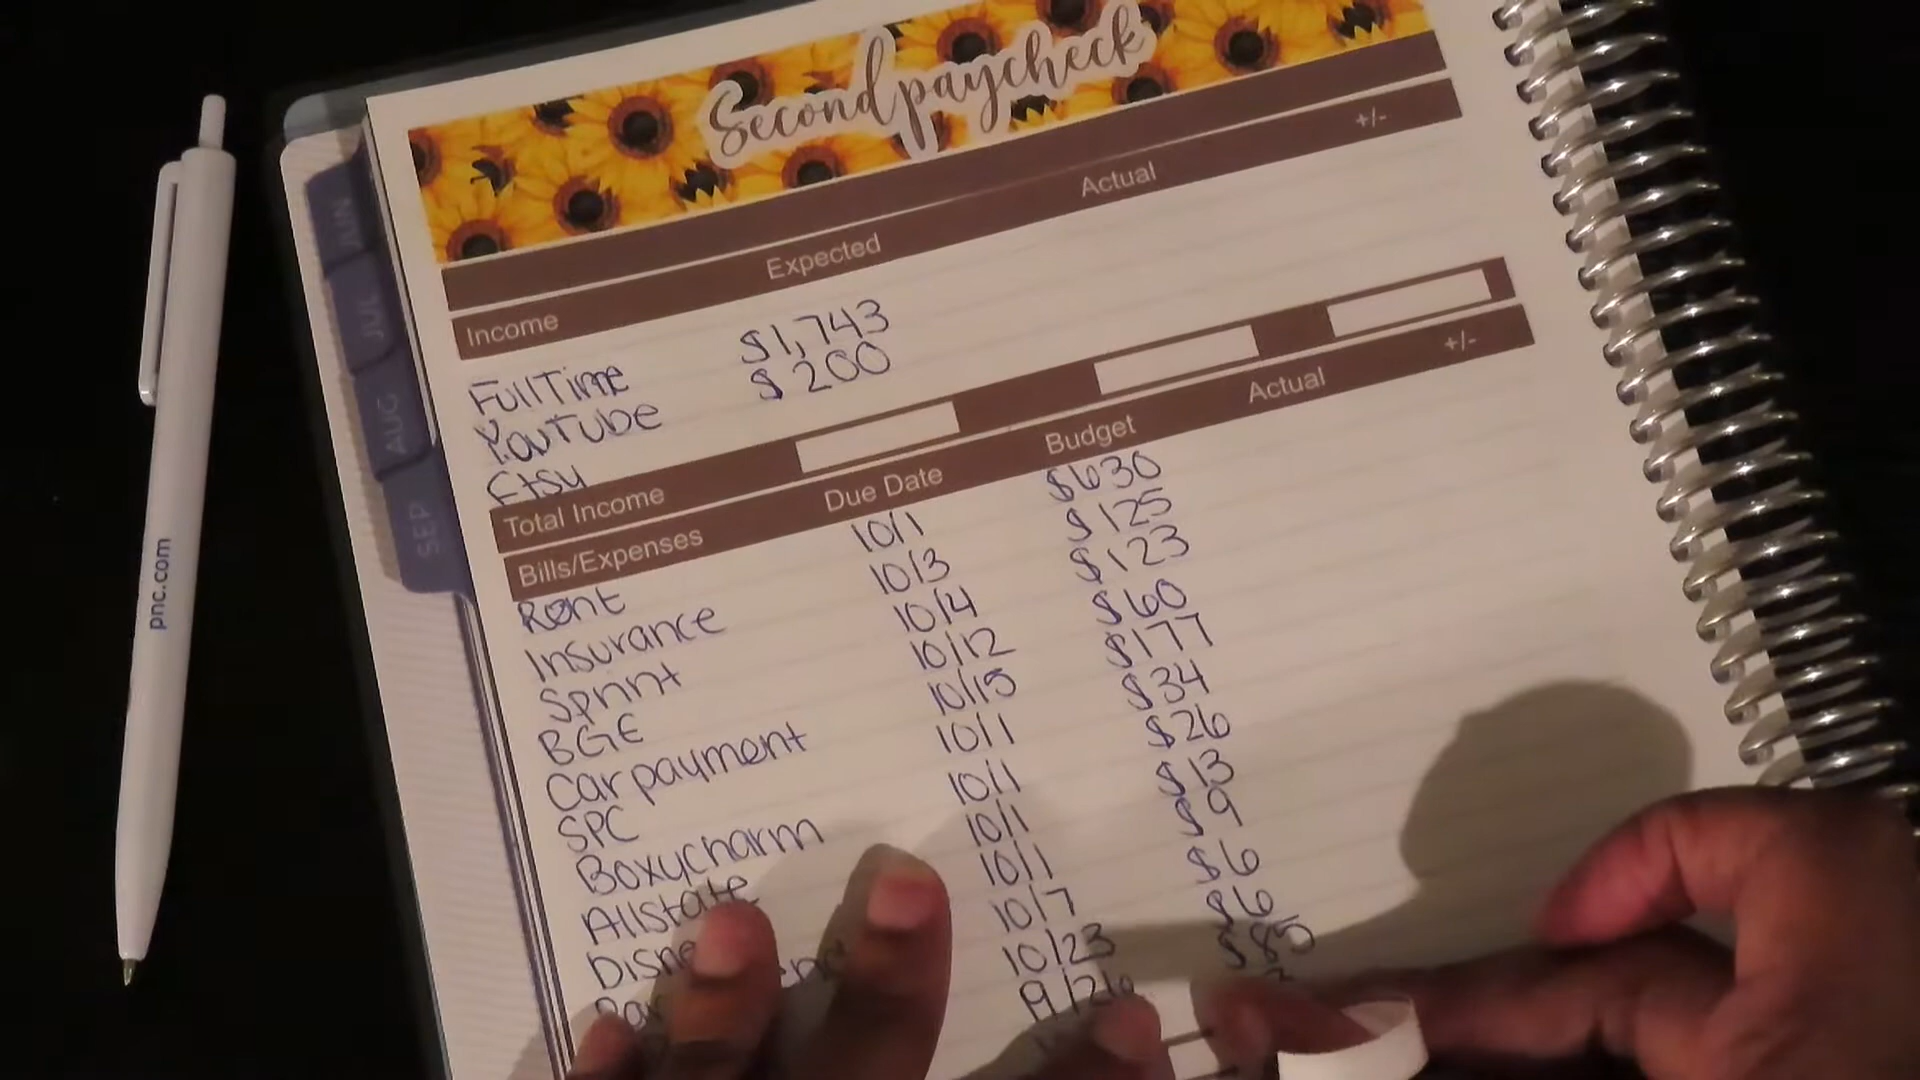 Second paycheck
Income Expected Actual +/-
FullTime $1,743
YouTube $200
Etsy
Total Income
Bills/Expenses Due Date Budget Actual +/-
Rent 10/1 $630
Insurance 10/3 $125
Sprint 10/4 $123
BGE 10/12 $60
Car payment 10/15 $177
SPC 10/1 $34
Boxycharm 10/1 $26
Allstate 10/1 $13
10/1 $9
10/7 $6
10/23 $6
9/26 $85
JUN
JUL
AUG
SEP
pnc.com